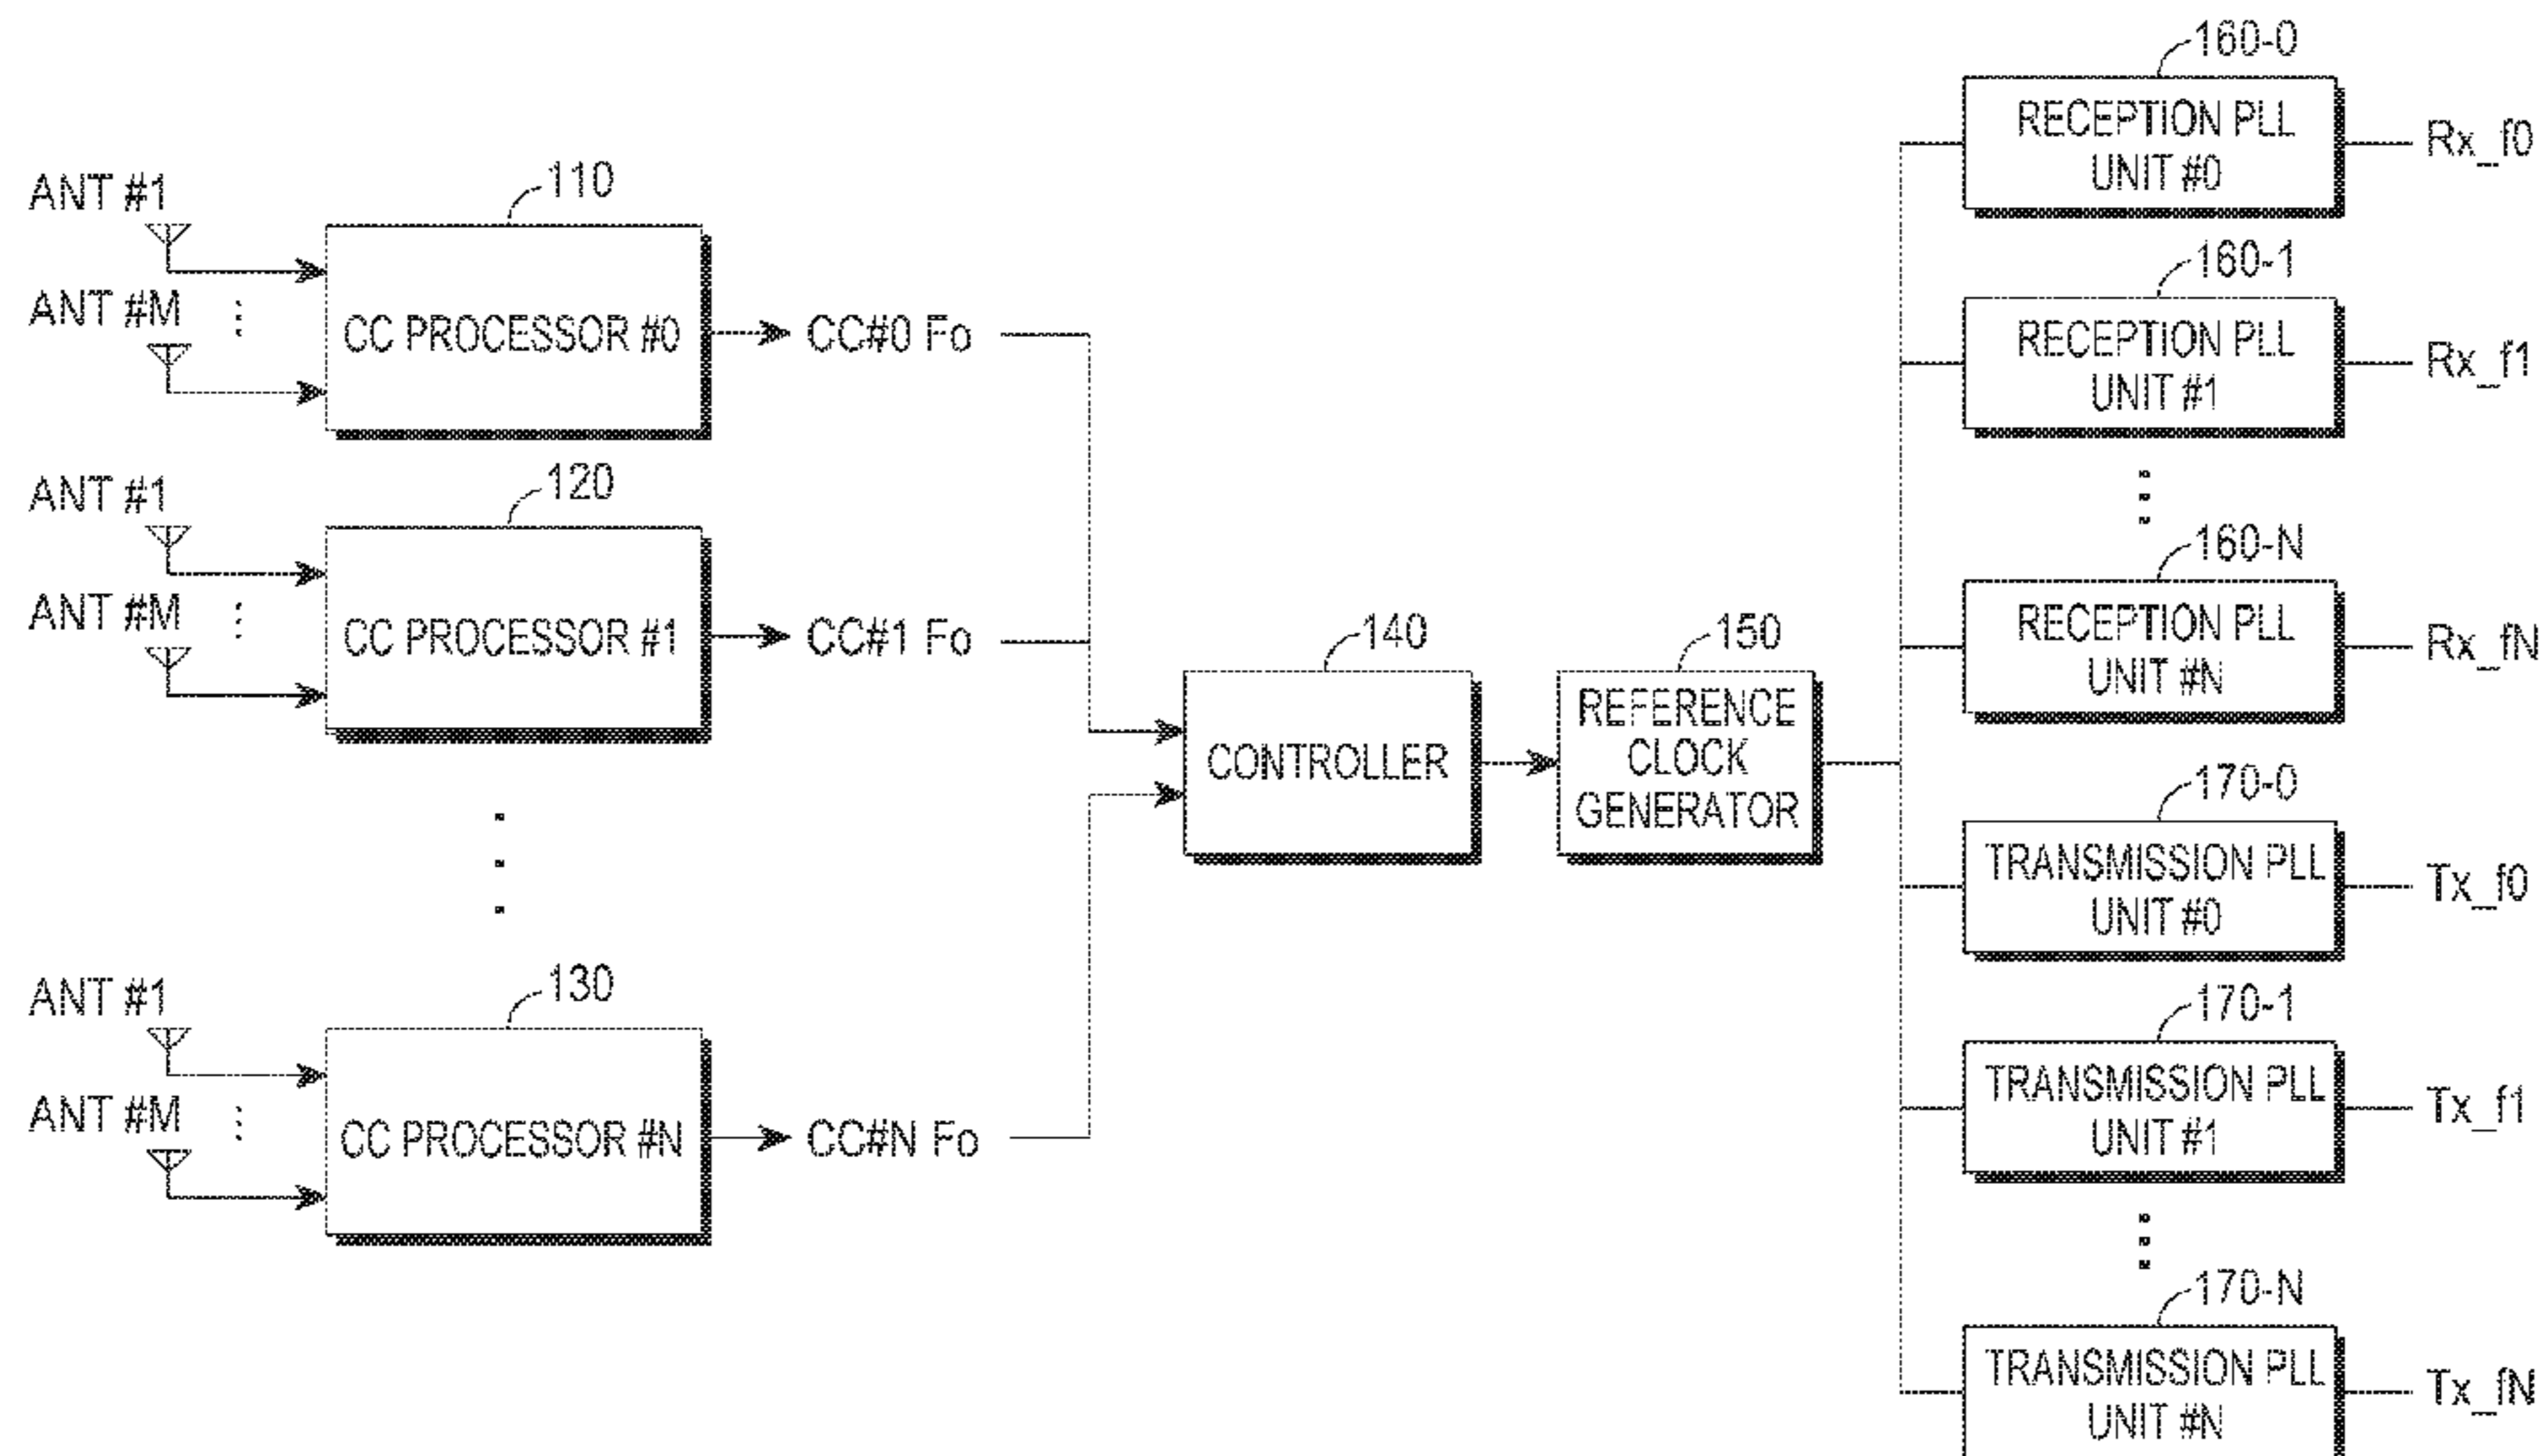 ANT #1
ANT #M
110
CC PROCESSOR #0
CC#0 Fo
ANT #1
ANT #M
120
CC PROCESSOR #1
CC#1 Fo
ANT #1
ANT #M
130
CC PROCESSOR #N
CC#N Fo
140
CONTROLLER
150
REFERENCE
CLOCK
GENERATOR
160-0
RECEPTION PLL
UNIT #0
Rx_f0
160-1
RECEPTION PLL
UNIT #1
Rx_f1
160-N
RECEPTION PLL
UNIT #N
Rx_fN
170-0
TRANSMISSION PLL
UNIT #0
Tx_f0
170-1
TRANSMISSION PLL
UNIT #1
Tx_f1
170-N
TRANSMISSION PLL
UNIT #N
Tx_fN